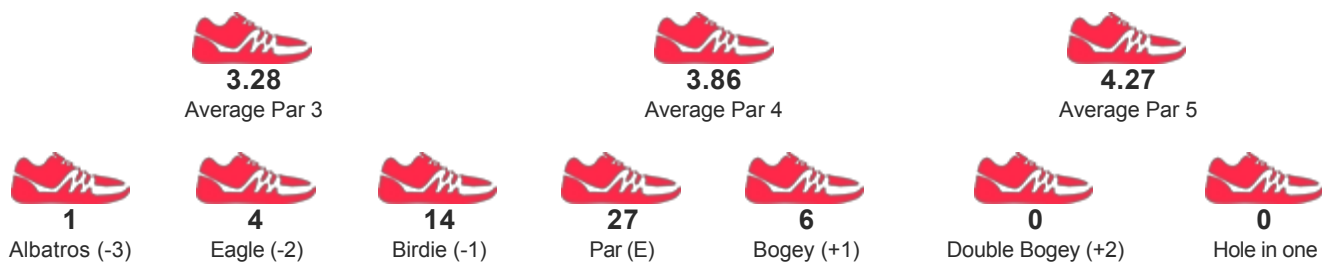 3.28 3.86 4.27
Average Par 3 Average Par 4 Average Par 5
1 4 14 27 6 0 0
Albatros (-3) Eagle (-2) Birdie (-1) Par (E) Bogey (+1) Double Bogey (+2) Hole in one